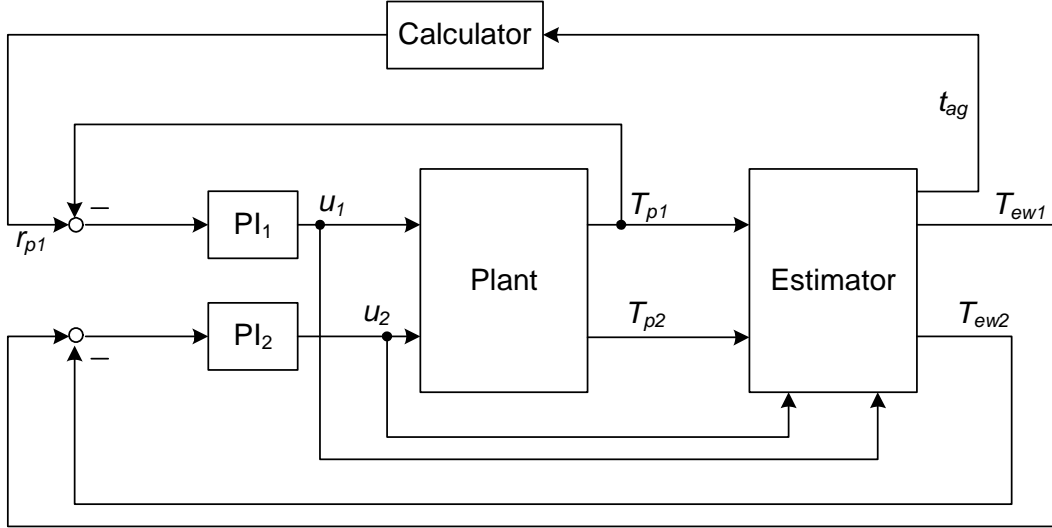 Calculator
t_ag
–
u_1
T_p1
T_ew1
PI_1
r_p1
Plant
Estimator
u_2
T_p2
T_ew2
PI_2
–